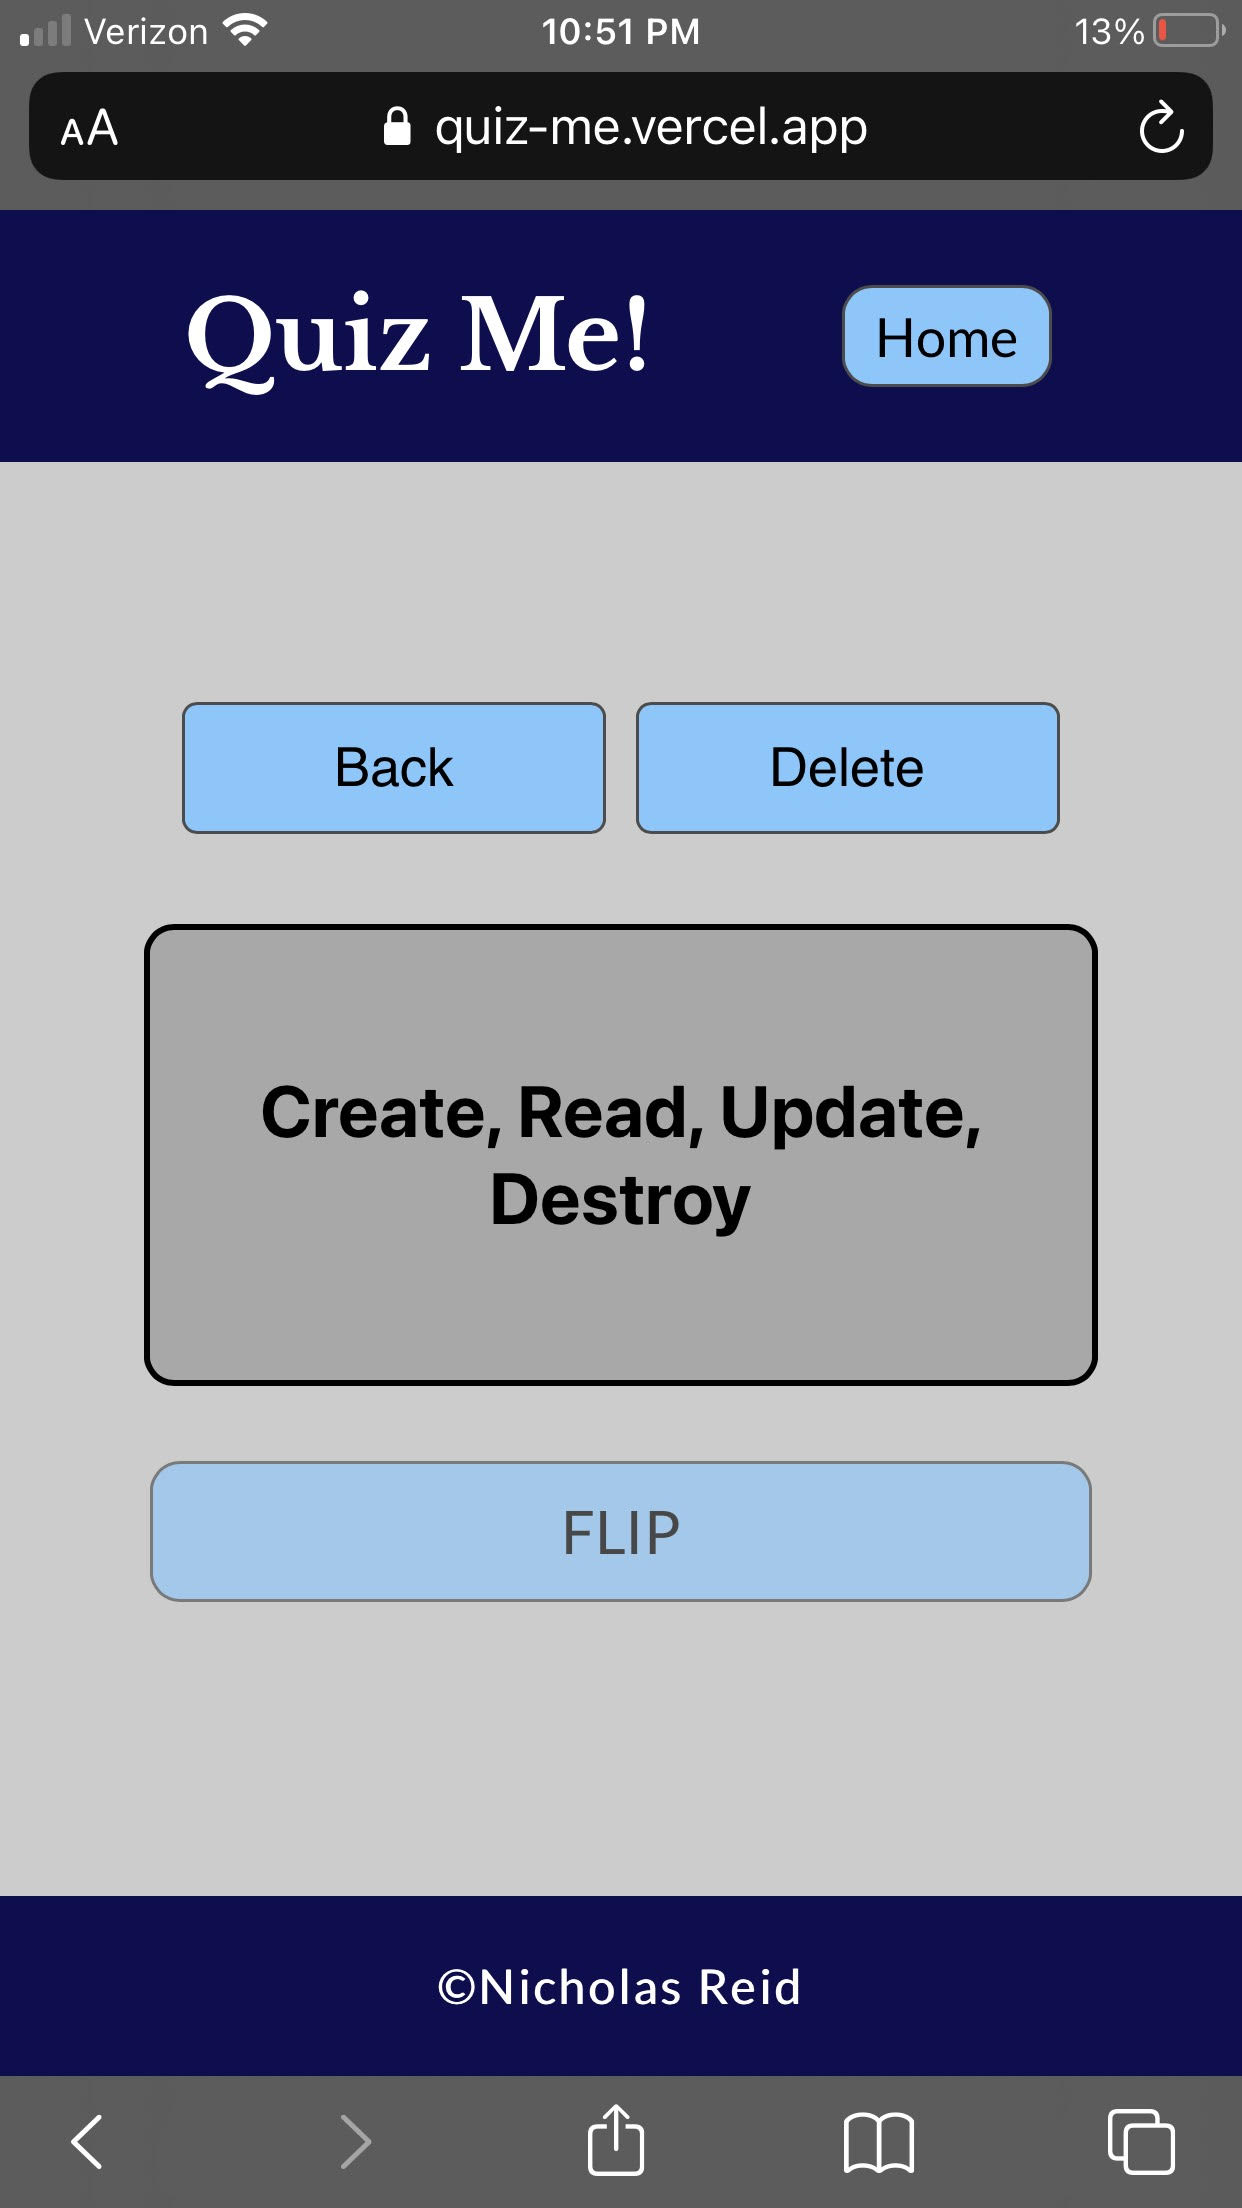 Verizon 10:51 PM 13%
AA quiz-me.vercel.app
Quiz Me! Home
Back Delete
Create, Read, Update,
Destroy
FLIP
©Nicholas Reid